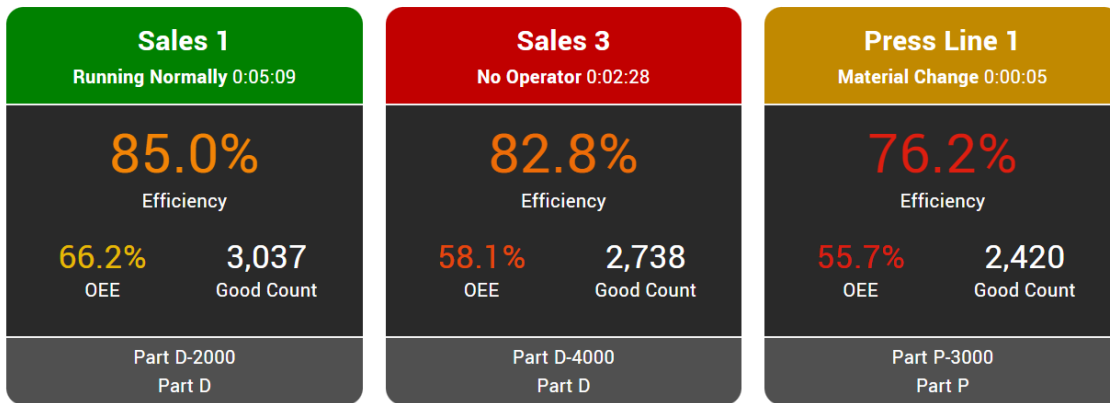 Sales 1
Running Normally 0:05:09
85.0%
Efficiency
66.2% 3,037
OEE Good Count
Part D-2000
Part D
Sales 3
No Operator 0:02:28
82.8%
Efficiency
58.1% 2,738
OEE Good Count
Part D-4000
Part D
Press Line 1
Material Change 0:00:05
76.2%
Efficiency
55.7% 2,420
OEE Good Count
Part P-3000
Part P